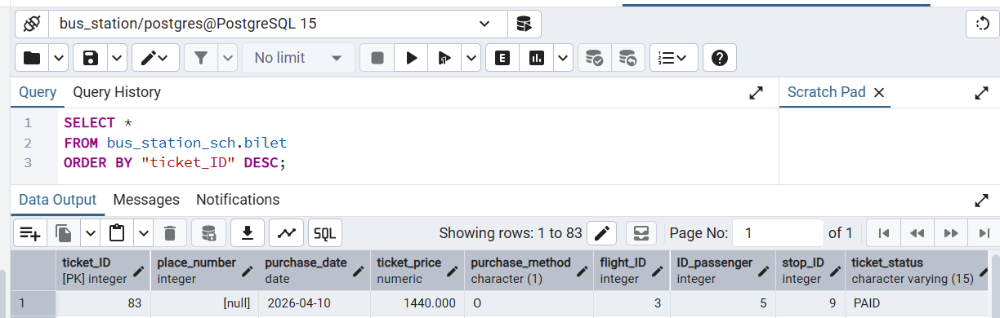 bus_station/postgres@PostgreSQL 15
No limit
E
Query Query History
Scratch Pad
1 SELECT *
2 FROM bus_station_sch.bilet
3 ORDER BY "ticket_ID" DESC;
Data Output Messages Notifications
SQL Showing rows: 1 to 83 Page No: 1 of 1
ticket_ID place_number purchase_date ticket_price purchase_method flight_ID ID_passenger stop_ID ticket_status
[PK] integer integer date numeric character (1) integer integer integer character varying (15)
1 83 [null] 2026-04-10 1440.000 O 3 5 9 PAID